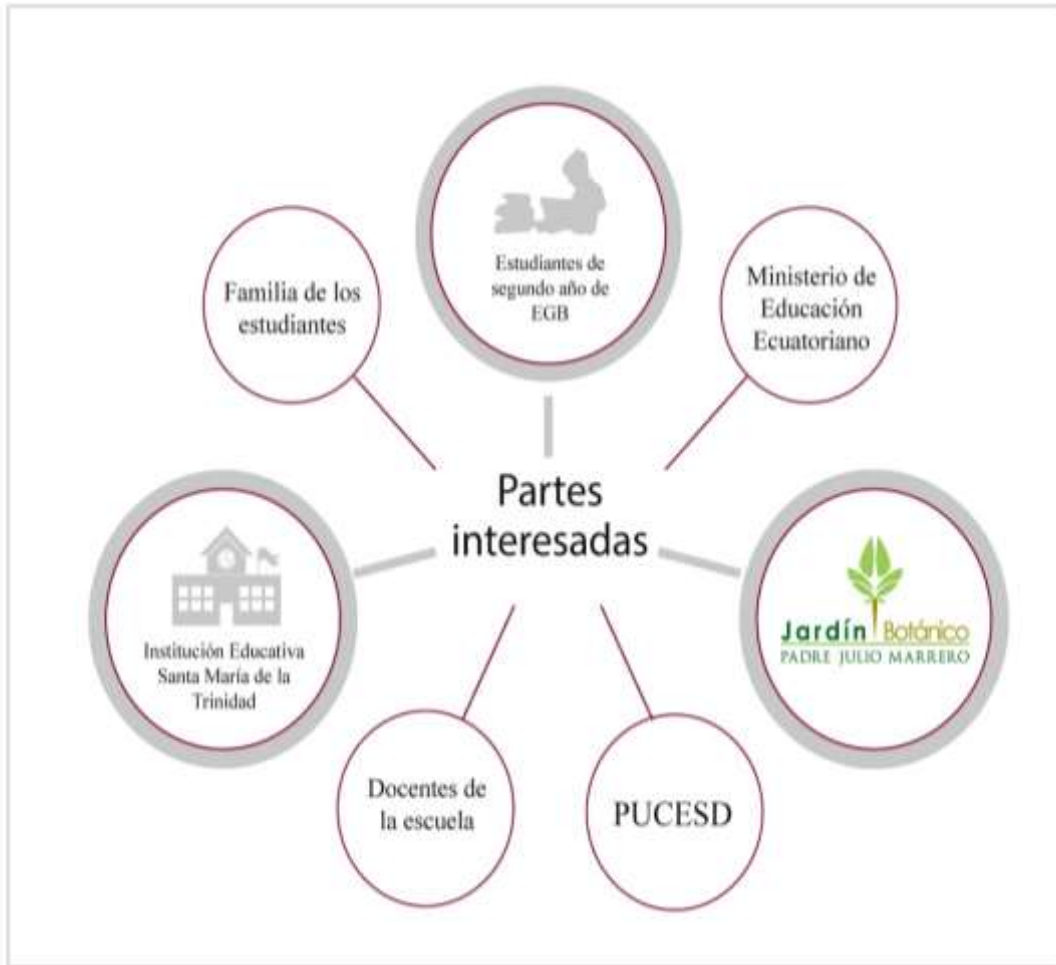 Estudiantes de
segundo año de
EGB
Familia de los
estudiantes
Ministerio de
Educación
Ecuatoriano
Partes
interesadas
Institución Educativa
Santa María de la
Trinidad
Jardín Botánico
PADRE JULIO MARRERO
Docentes de
la escuela
PUCESD